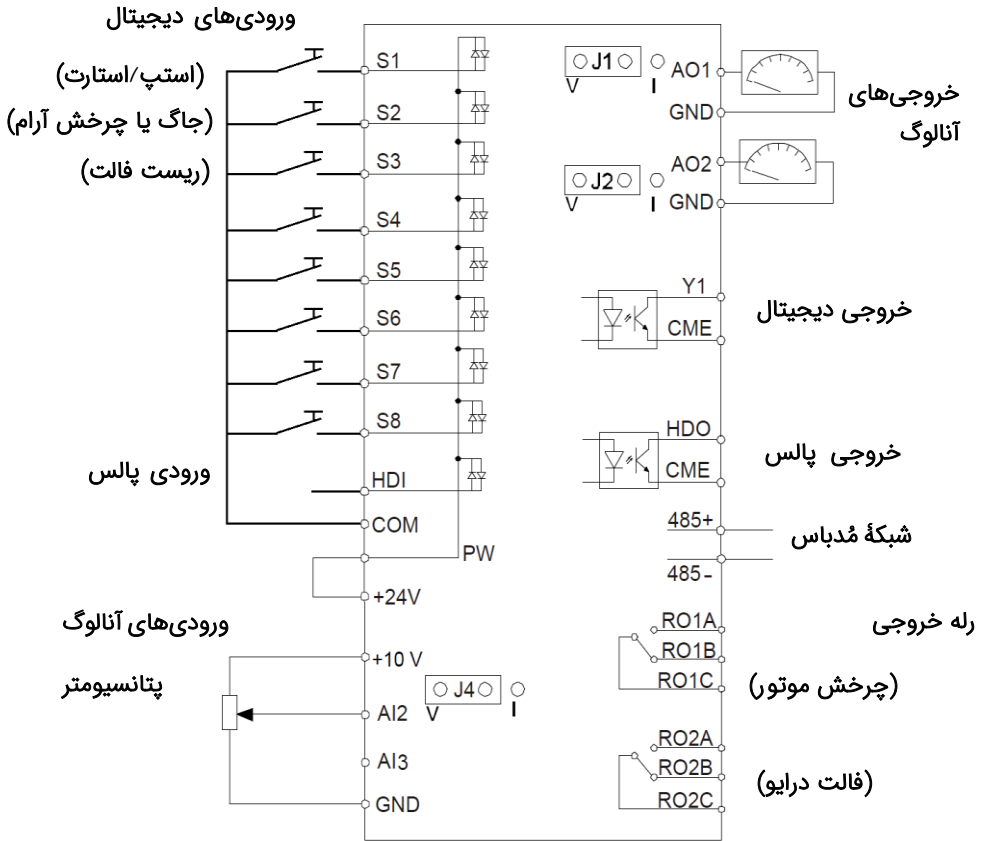 ورودی‌های دیجیتال
(استپ/استارت)
(جاگ یا چرخش آرام)
(ریست فالت)
S1
S2
S3
S4
S5
S6
S7
S8
ورودی پالس
HDI
COM
PW
+24V
ورودی‌های آنالوگ
پتانسیومتر
+10 V
AI2
AI3
GND
J4
V I
J1
V I
AO1
GND
خروجی‌های
آنالوگ
J2
V I
AO2
GND
Y1
CME
خروجی دیجیتال
HDO
CME
خروجی پالس
485+
485-
شبکهٔ مُدباس
رله خروجی
RO1A
RO1B
RO1C
(چرخش موتور)
RO2A
RO2B
RO2C
(فالت درایو)